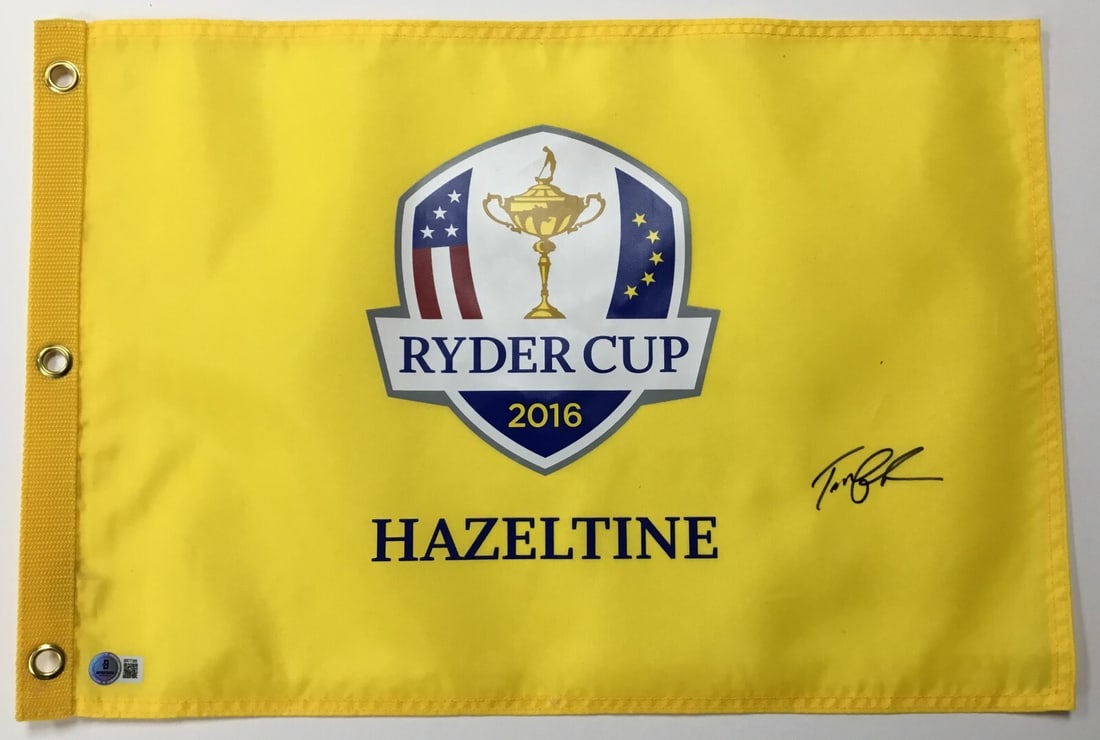 RYDER CUP
2016
HAZELTINE